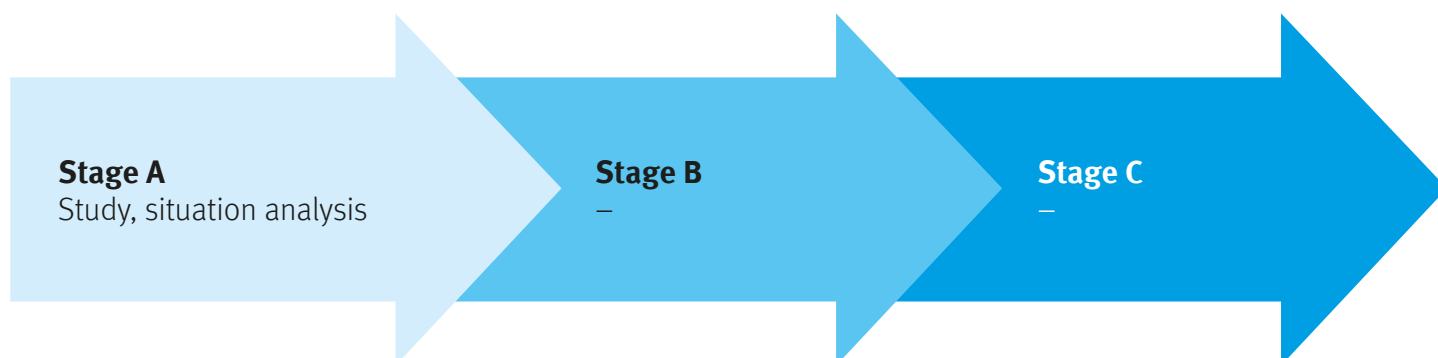 Stage A
Study, situation analysis
Stage B
–
Stage C
–